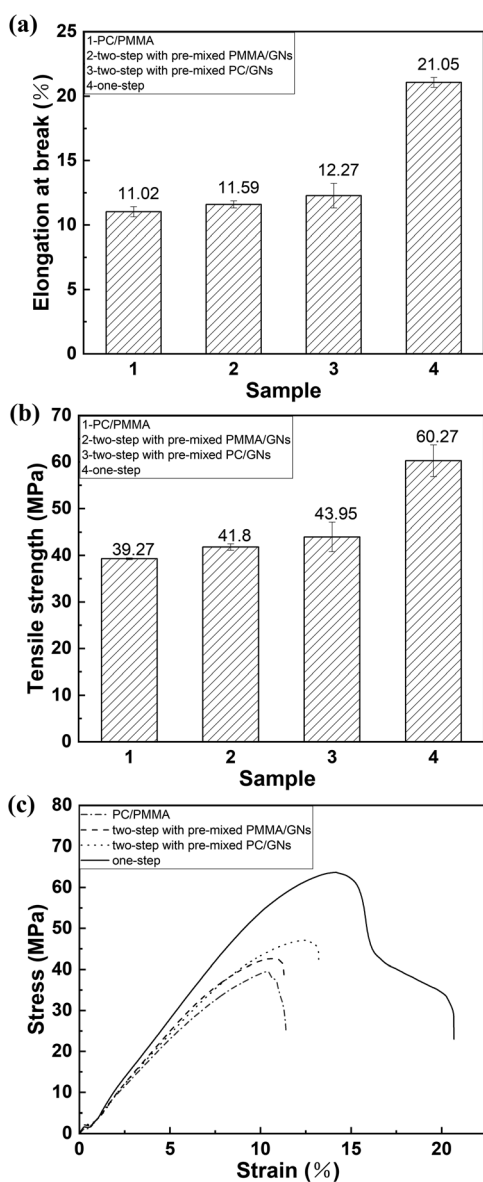 (a)
1-PC/PMMA
2-two-step with pre-mixed PMMA/GNs
3-two-step with pre-mixed PC/GNs
4-one-step
Elongation at break (%)
25
20
15
10
5
0
11.02
11.59
12.27
21.05
1 2 3 4
Sample
(b)
1-PC/PMMA
2-two-step with pre-mixed PMMA/GNs
3-two-step with pre-mixed PC/GNs
4-one-step
Tensile strength (MPa)
70
60
50
40
30
20
10
0
39.27
41.8
43.95
60.27
1 2 3 4
Sample
(c)
PC/PMMA
two-step with pre-mixed PMMA/GNs
two-step with pre-mixed PC/GNs
one-step
Stress (MPa)
80
70
60
50
40
30
20
10
0
0 5 10 15 20
Strain (%)